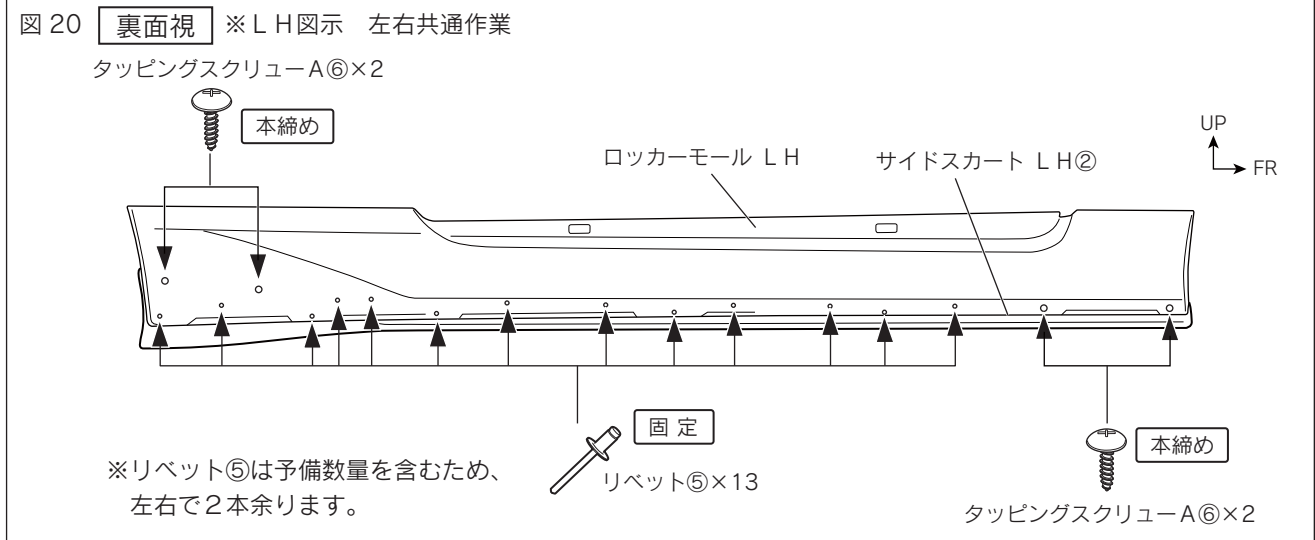 図 20 裏面視 ※ＬＨ図示　左右共通作業
タッピングスクリューＡ⑥×2
本締め
UP
FR
ロッカーモール ＬＨ
サイドスカート ＬＨ②
固 定
リベット⑤×13
※リベット⑤は予備数量を含むため、
左右で２本余ります。
本締め
タッピングスクリューＡ⑥×2